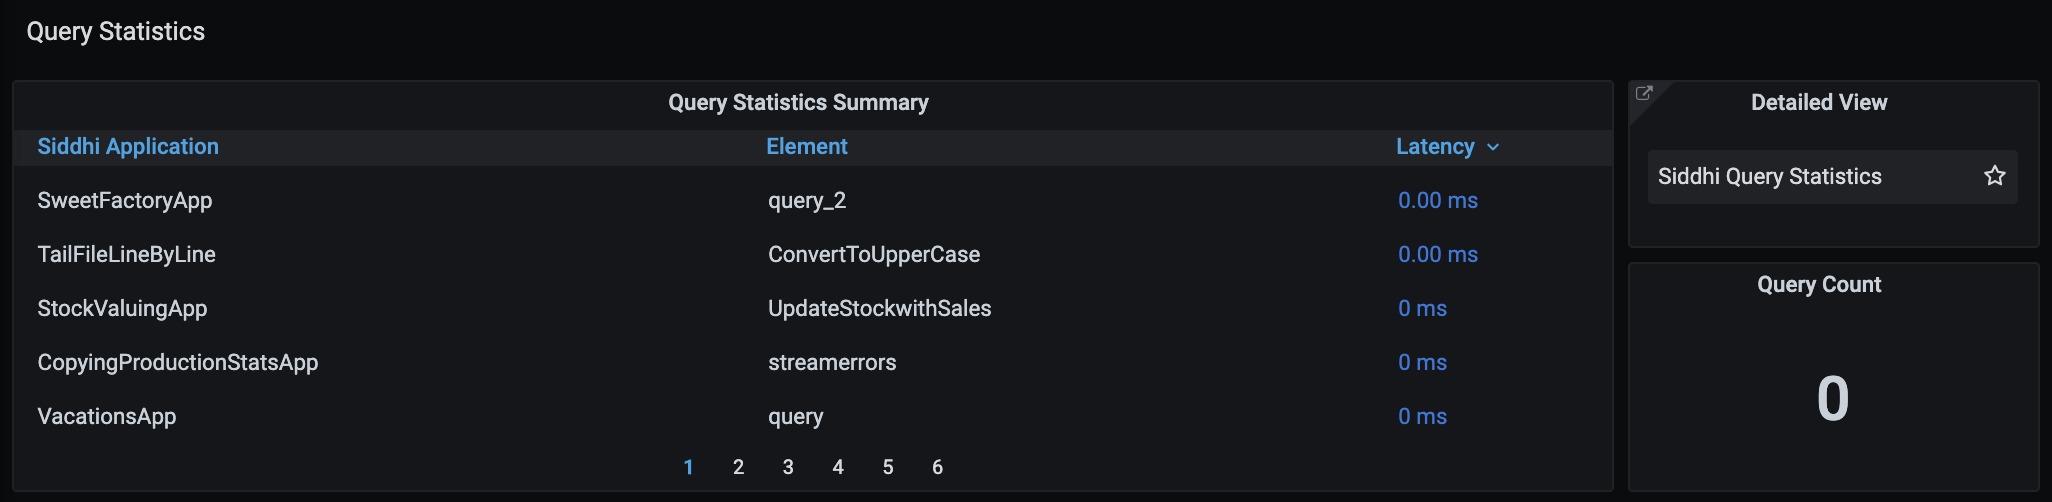 Query Statistics
Query Statistics Summary
Siddhi Application Element Latency
SweetFactoryApp query_2 0.00 ms
TailFileLineByLine ConvertToUpperCase 0.00 ms
StockValuingApp UpdateStockwithSales 0 ms
CopyingProductionStatsApp streamerrors 0 ms
VacationsApp query 0 ms
1 2 3 4 5 6
Detailed View
Siddhi Query Statistics
Query Count
0